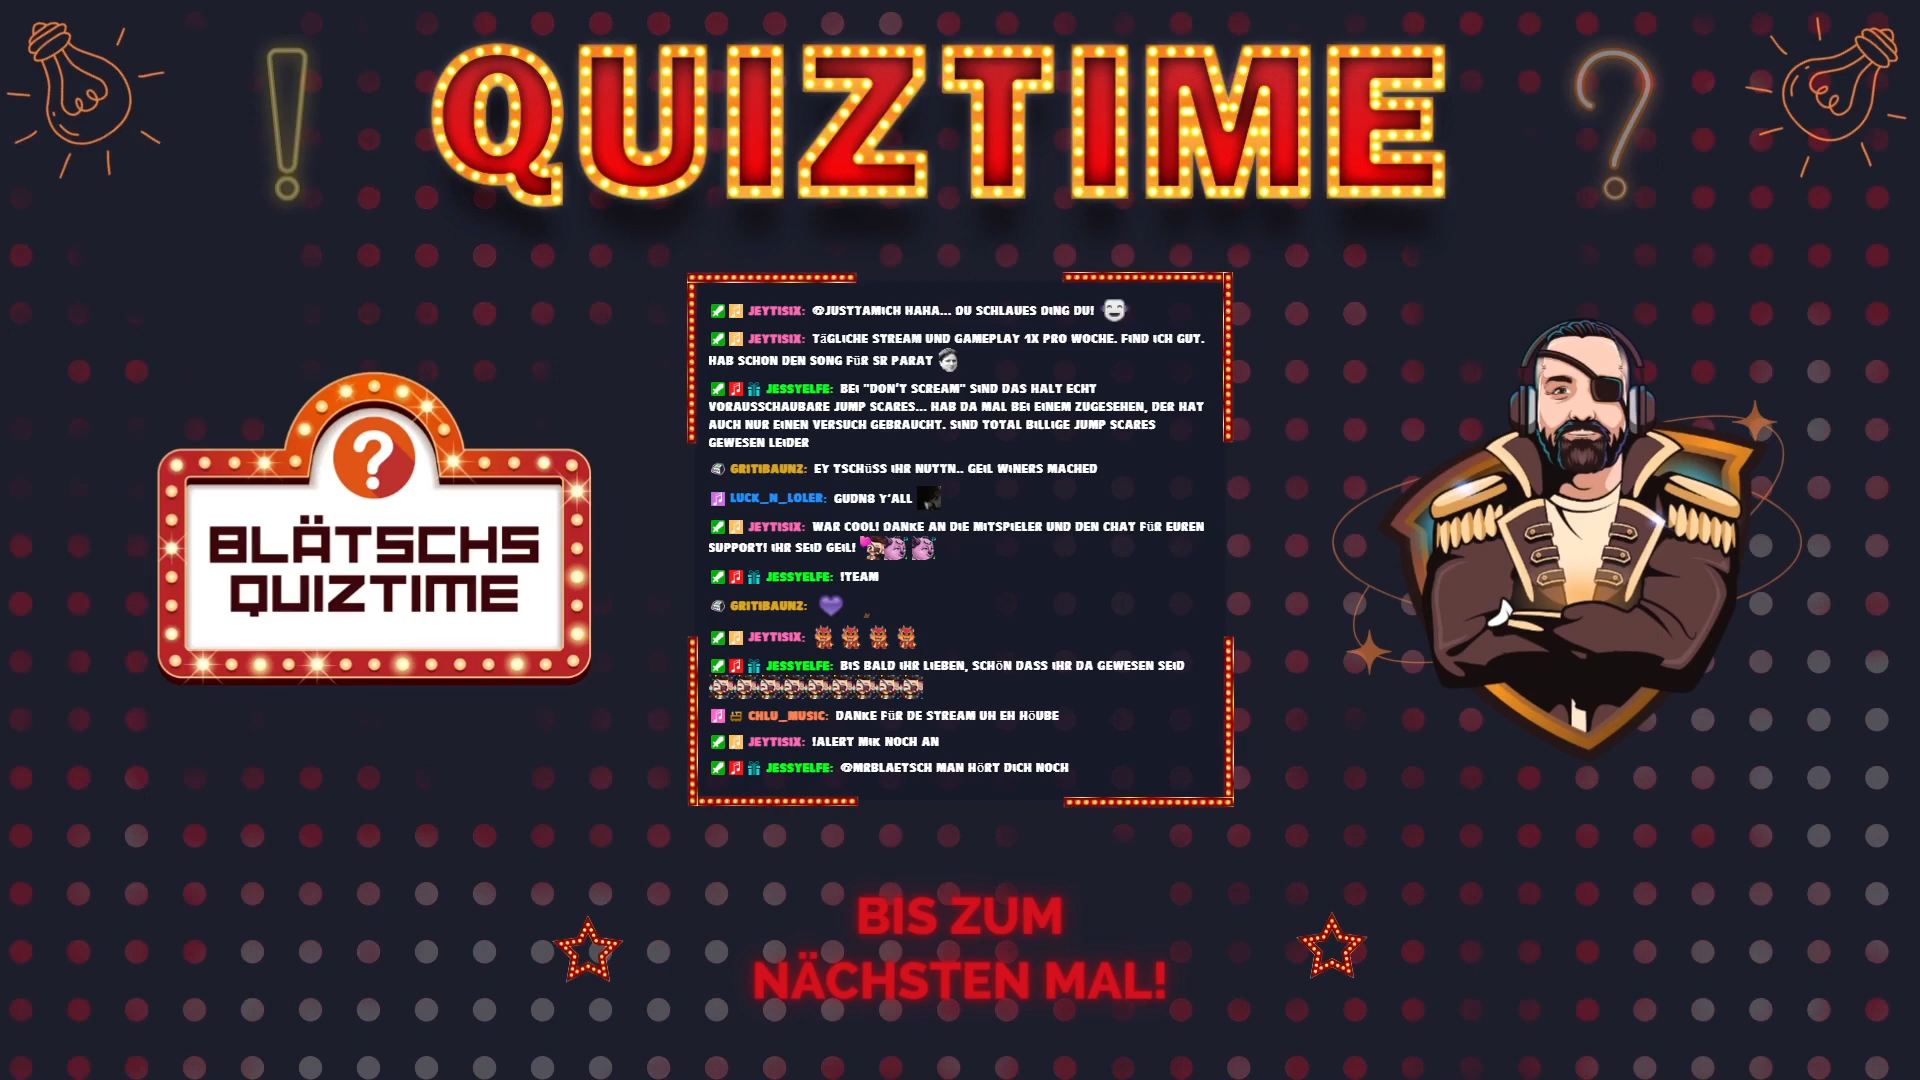 QUIZTIME
JEYTISIX: @JUSTTAMICH HAHA... DU SCHLAUES DING DU!
JEYTISIX: TÄGLICHE STREAM UND GAMEPLAY 1X PRO WOCHE. FIND ICH GUT.
HAB SCHON DEN SONG FÜR SR PARAT
JESSYELFE: BEI "DON'T SCREAM" SIND DAS HALT ECHT
VORAUSSCHAUBARE JUMP SCARES... HAB DA MAL BEI EINEM ZUGESEHEN, DER HAT
AUCH NUR EINEN VERSUCH GEBRAUCHT. SIND TOTAL BILLIGE JUMP SCARES
GEWESEN LEIDER
GRITIBAUNZ: EY TSCHÜSS IHR NUTTN.. GEIL WINERS MACHED
LUCK_N_LOLER: GUDN8 Y'ALL
JEYTISIX: WAR COOL! DANKE AN DIE MITSPIELER UND DEN CHAT FÜR EUREN
SUPPORT! IHR SEID GEIL!
JESSYELFE: !TEAM
GRITIBAUNZ:
JEYTISIX:
JESSYELFE: BIS BALD IHR LIEBEN, SCHÖN DASS IHR DA GEWESEN SEID
CHLU_MUSIC: DANKE FÜR DE STREAM UH EH HÖUBE
JEYTISIX: !ALERT MIK NOCH AN
JESSYELFE: @MRBLAETSCH MAN HÖRT DICH NOCH
BLÄTSCHS
QUIZTIME
BIS ZUM
NÄCHSTEN MAL!